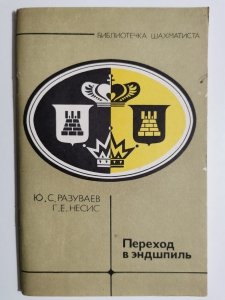 БИБЛИОТЕЧКА ШАХМАТИСТА
Ю.С.РАЗУВАЕВ
Г.Е.НЕСИС
Переход
в эндшпиль